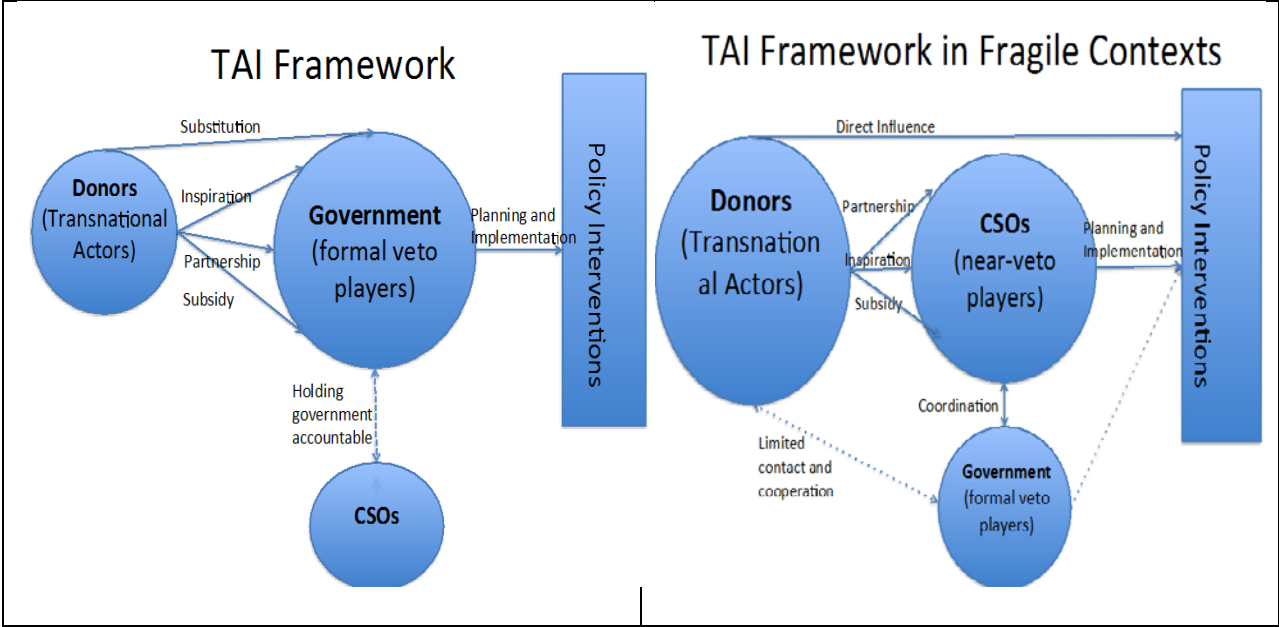 TAI Framework
Substitution
Donors
(Transnational
Actors)
Inspiration
Partnership
Subsidy
Government
(formal veto
players)
Planning and
Implementation
Policy Interventions
Holding
government
accountable
CSOs
TAI Framework in Fragile Contexts
Direct Influence
Donors
(Transnation
al Actors)
Partnership
Inspiration
Subsidy
CSOs
(near-veto
players)
Planning and
Implementation
Policy Interventions
Coordination
Limited
contact and
cooperation
Government
(formal veto
players)